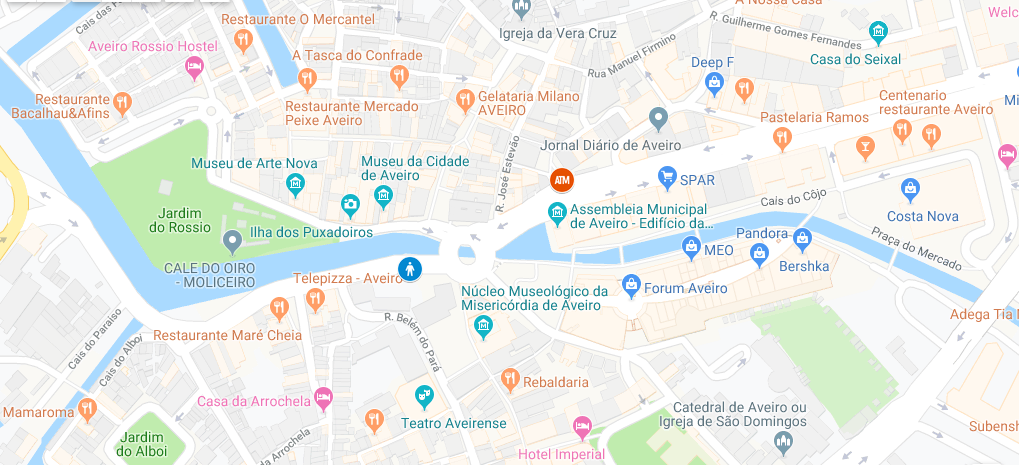 Cais das
Restaurante O Mercantel
Igreja da Vera Cruz
A Nossa Casa
R. Guilherme Gomes Fernandes
Welc
Aveiro Rossio Hostel
A Tasca do Confrade
Rua Manuel Firmino
Deep F
Casa do Seixal
Restaurante
Bacalhau&Afins
Restaurante Mercado
Peixe Aveiro
Gelataria Milano
AVEIRO
Centenario
restaurante Aveiro
Mi
Pastelaria Ramos
Jornal Diário de Aveiro
Museu de Arte Nova
Museu da Cidade
de Aveiro
R. José Estevão
ATM
SPAR
Cais do Côjo
Costa Nova
Jardim
do Rossio
Ilha dos Puxadoiros
Assembleia Municipal
de Aveiro - Edifício da...
Pandora
Praça do Mercado
MEO
Bershka
CALE DO OIRO
- MOLICEIRO
Telepizza - Aveiro
Núcleo Museológico da
Misericórdia de Aveiro
Forum Aveiro
Adega Tia M
Restaurante Maré Cheia
R. Belém do Pará
Cais do Paraíso
Cais do Alboi
Rebaldaria
Casa da Arrochela
Mamaroma
Teatro Aveirense
Catedral de Aveiro ou
Igreja de São Domingos
Subensh
Jardim
do Alboi
da Arrochela
Hotel Imperial